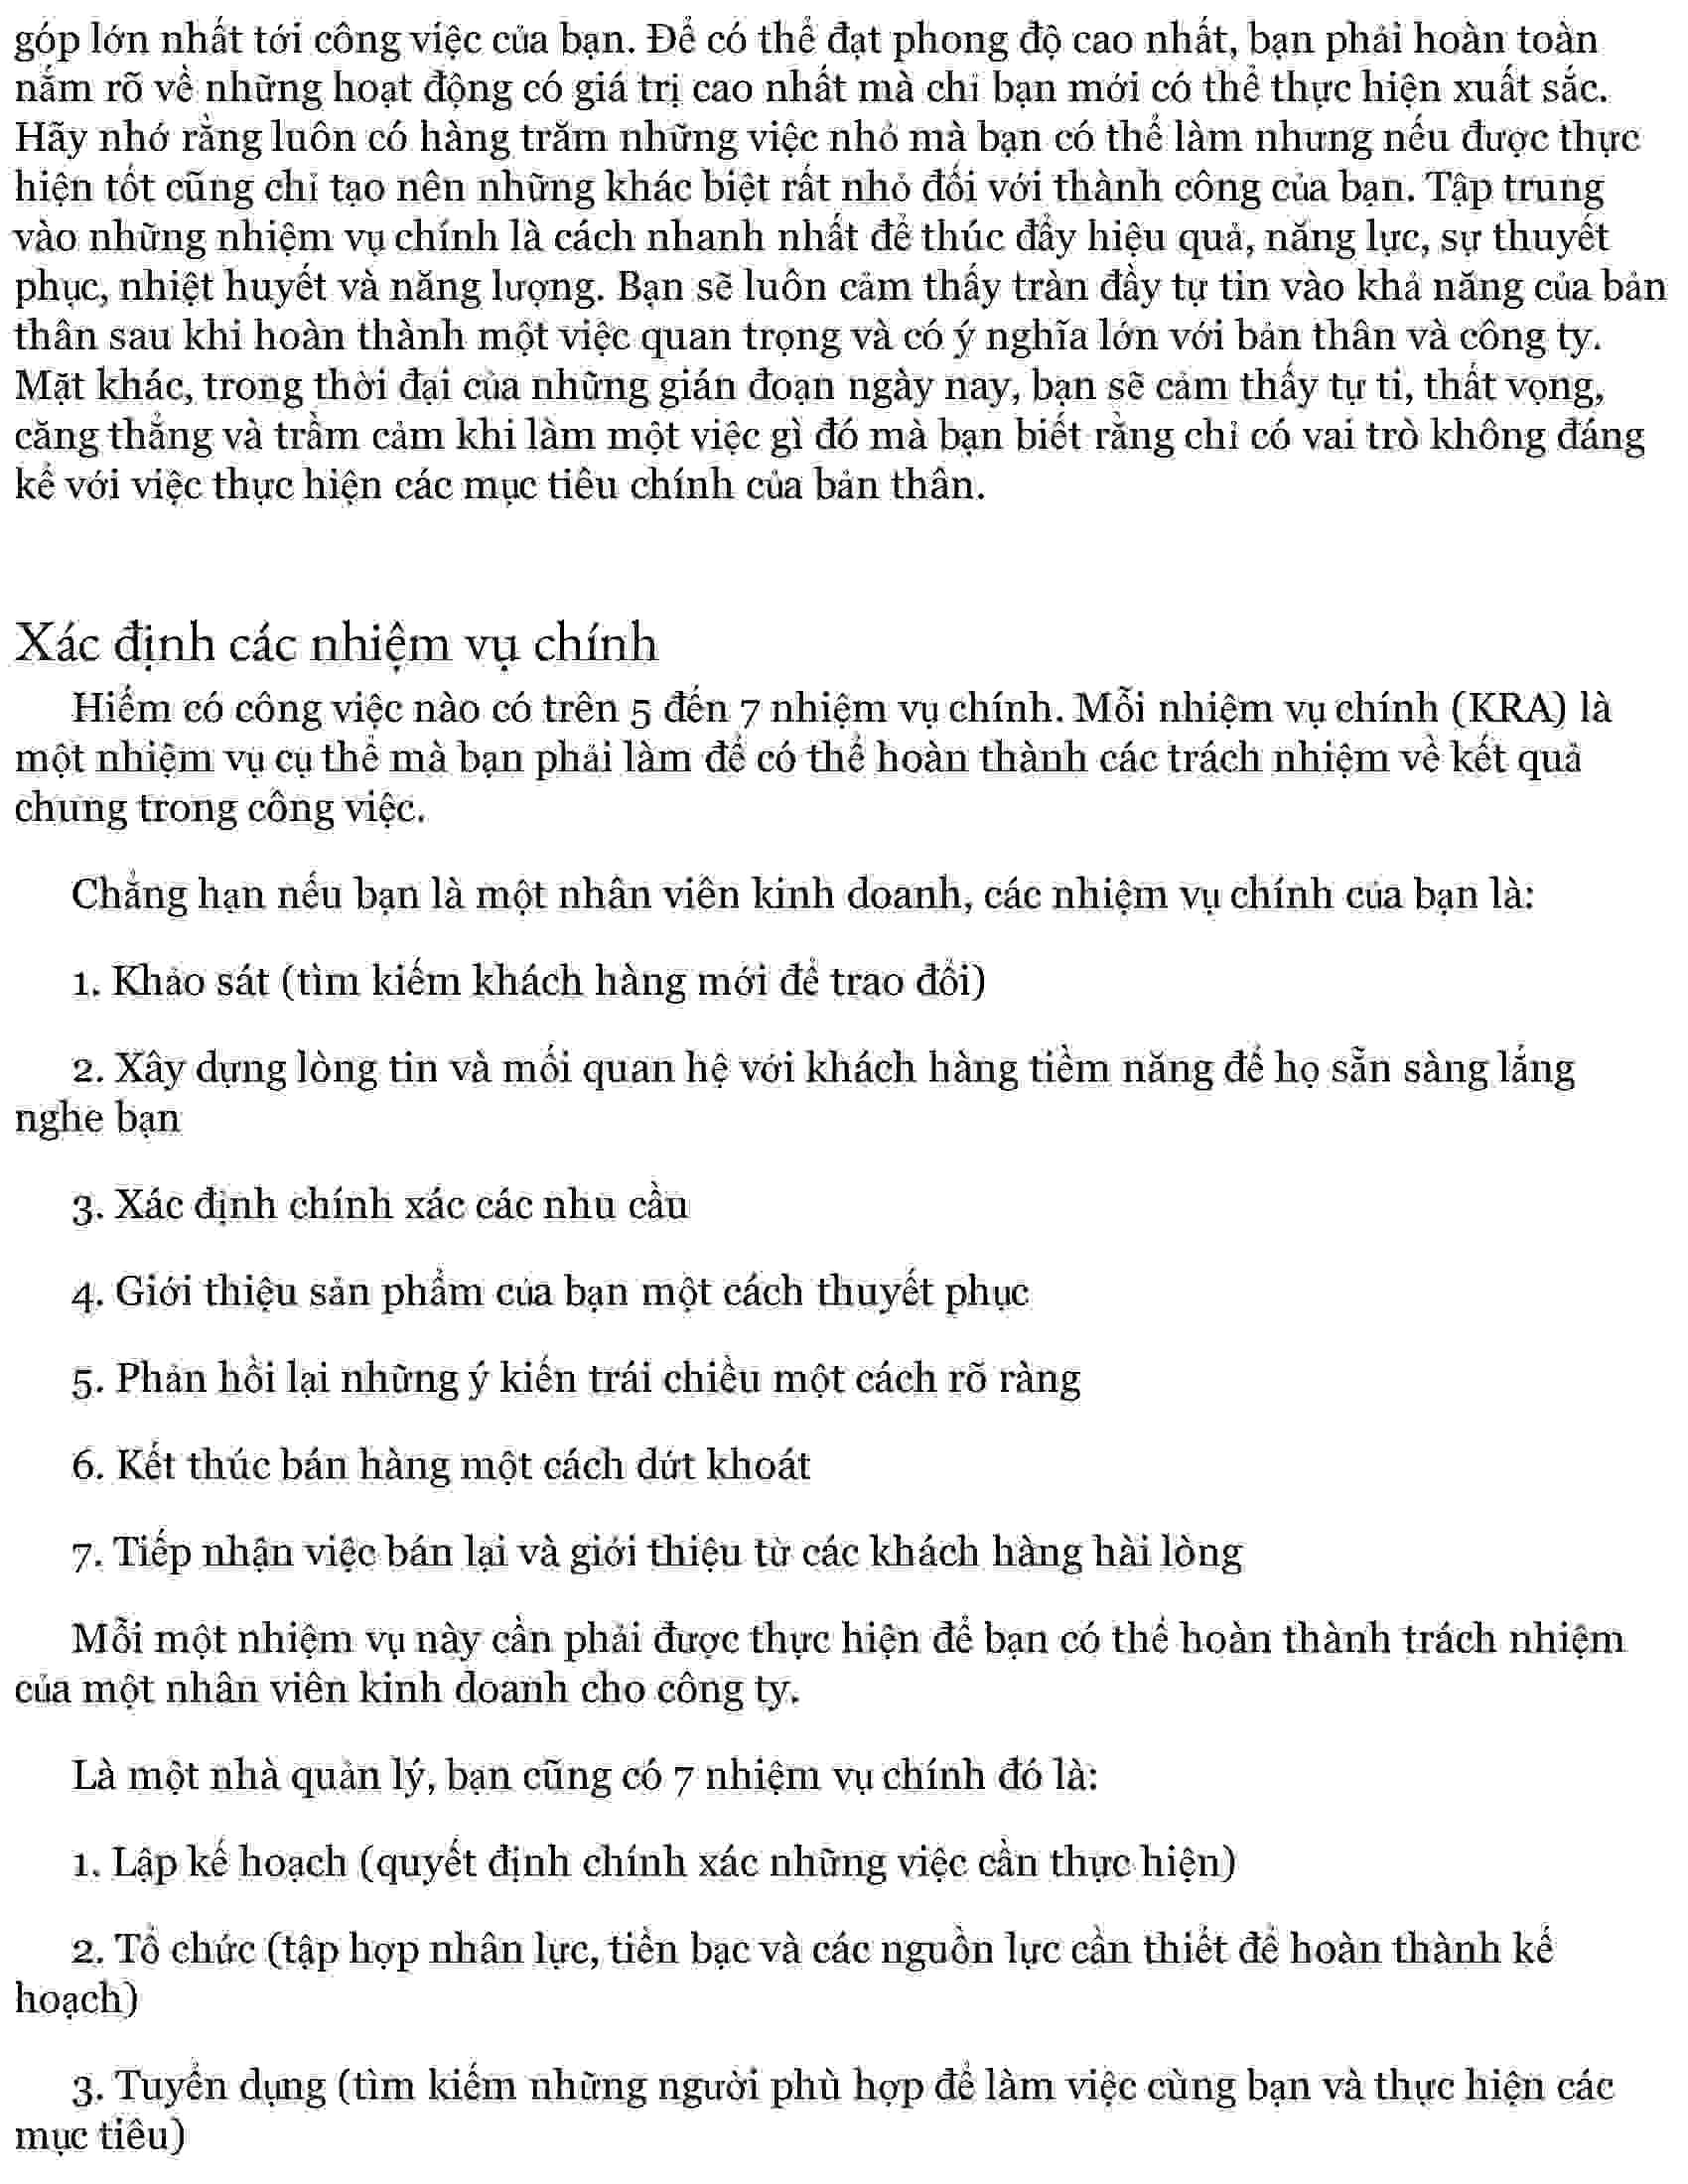 góp lớn nhất tới công việc của bạn. Để có thể đạt phong độ cao nhất, bạn phải hoàn toàn
nắm rõ về những hoạt động có giá trị cao nhất mà chỉ bạn mới có thể thực hiện xuất sắc.
Hãy nhớ rằng luôn có hàng trăm những việc nhỏ mà bạn có thể làm nhưng nếu được thực
hiện tốt cũng chỉ tạo nên những khác biệt rất nhỏ đối với thành công của bạn. Tập trung
vào những nhiệm vụ chính là cách nhanh nhất để thúc đẩy hiệu quả, năng lực, sự thuyết
phục, nhiệt huyết và năng lượng. Bạn sẽ luôn cảm thấy tràn đầy tự tin vào khả năng của bản
thân sau khi hoàn thành một việc quan trọng và có ý nghĩa lớn với bản thân và công ty.
Mặt khác, trong thời đại của những gián đoạn ngày nay, bạn sẽ cảm thấy tự ti, thất vọng,
căng thẳng và trầm cảm khi làm một việc gì đó mà bạn biết rằng chỉ có vai trò không đáng
kể với việc thực hiện các mục tiêu chính của bản thân.
Xác định các nhiệm vụ chính
Hiếm có công việc nào có trên 5 đến 7 nhiệm vụ chính. Mỗi nhiệm vụ chính (KRA) là
một nhiệm vụ cụ thể mà bạn phải làm để có thể hoàn thành các trách nhiệm về kết quả
chung trong công việc.
Chẳng hạn nếu bạn là một nhân viên kinh doanh, các nhiệm vụ chính của bạn là:
1. Khảo sát (tìm kiếm khách hàng mới để trao đổi)
2. Xây dựng lòng tin và mối quan hệ với khách hàng tiềm năng để họ sẵn sàng lắng
nghe bạn
3. Xác định chính xác các nhu cầu
4. Giới thiệu sản phẩm của bạn một cách thuyết phục
5. Phản hồi lại những ý kiến trái chiều một cách rõ ràng
6. Kết thúc bán hàng một cách dứt khoát
7. Tiếp nhận việc bán lại và giới thiệu từ các khách hàng hài lòng
Mỗi một nhiệm vụ này cần phải được thực hiện để bạn có thể hoàn thành trách nhiệm
của một nhân viên kinh doanh cho công ty.
Là một nhà quản lý, bạn cũng có 7 nhiệm vụ chính đó là:
1. Lập kế hoạch (quyết định chính xác những việc cần thực hiện)
2. Tổ chức (tập hợp nhân lực, tiền bạc và các nguồn lực cần thiết để hoàn thành kế
hoạch)
3. Tuyển dụng (tìm kiếm những người phù hợp để làm việc cùng bạn và thực hiện các
mục tiêu)